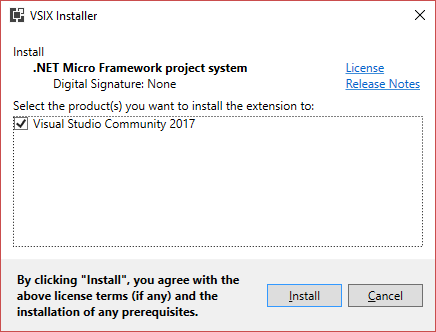 VSIX Installer
Install
.NET Micro Framework project system
License
Digital Signature: None
Release Notes
Select the product(s) you want to install the extension to:
Visual Studio Community 2017
By clicking "Install", you agree with the
above license terms (if any) and the
installation of any prerequisites.
Install
Cancel